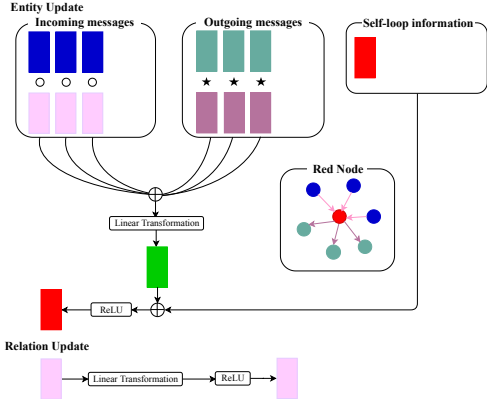 Entity Update
Incoming messages
Outgoing messages
Self-loop information
Red Node
Linear Transformation
ReLU
Relation Update
Linear Transformation
ReLU